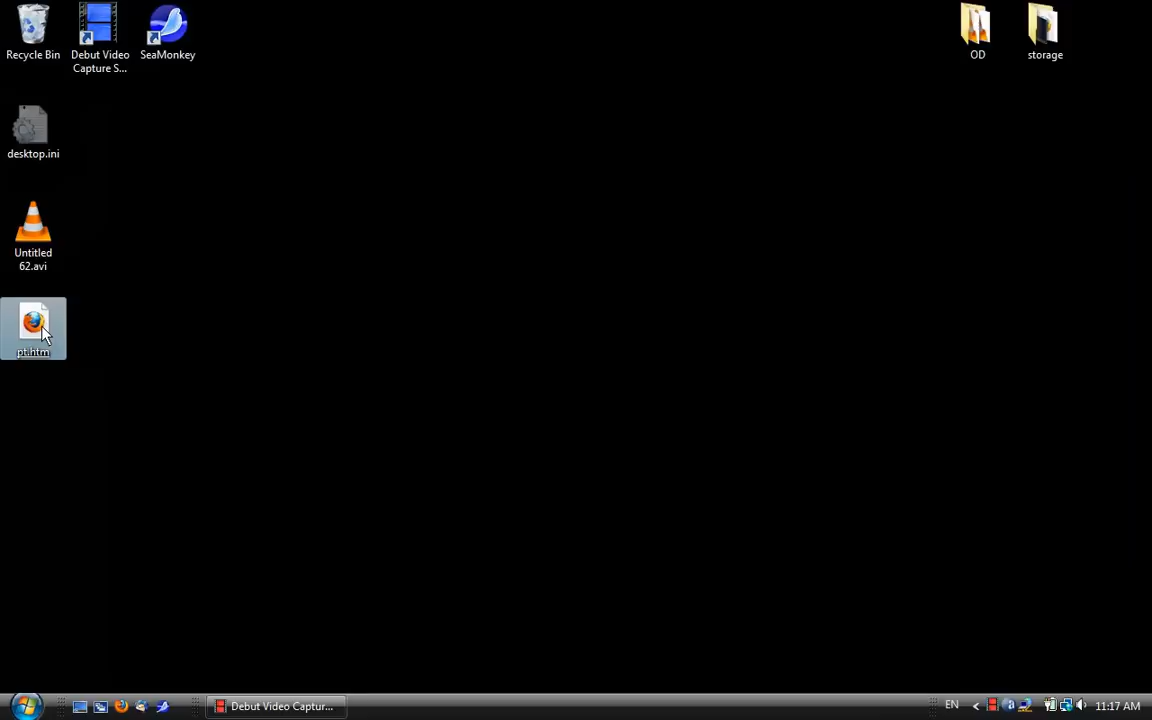 Recycle Bin
Debut Video
Capture S...
SeaMonkey
OD
storage
desktop.ini
Untitled
62.avi
pt.htm
Debut Video Captur...
EN
11:17 AM